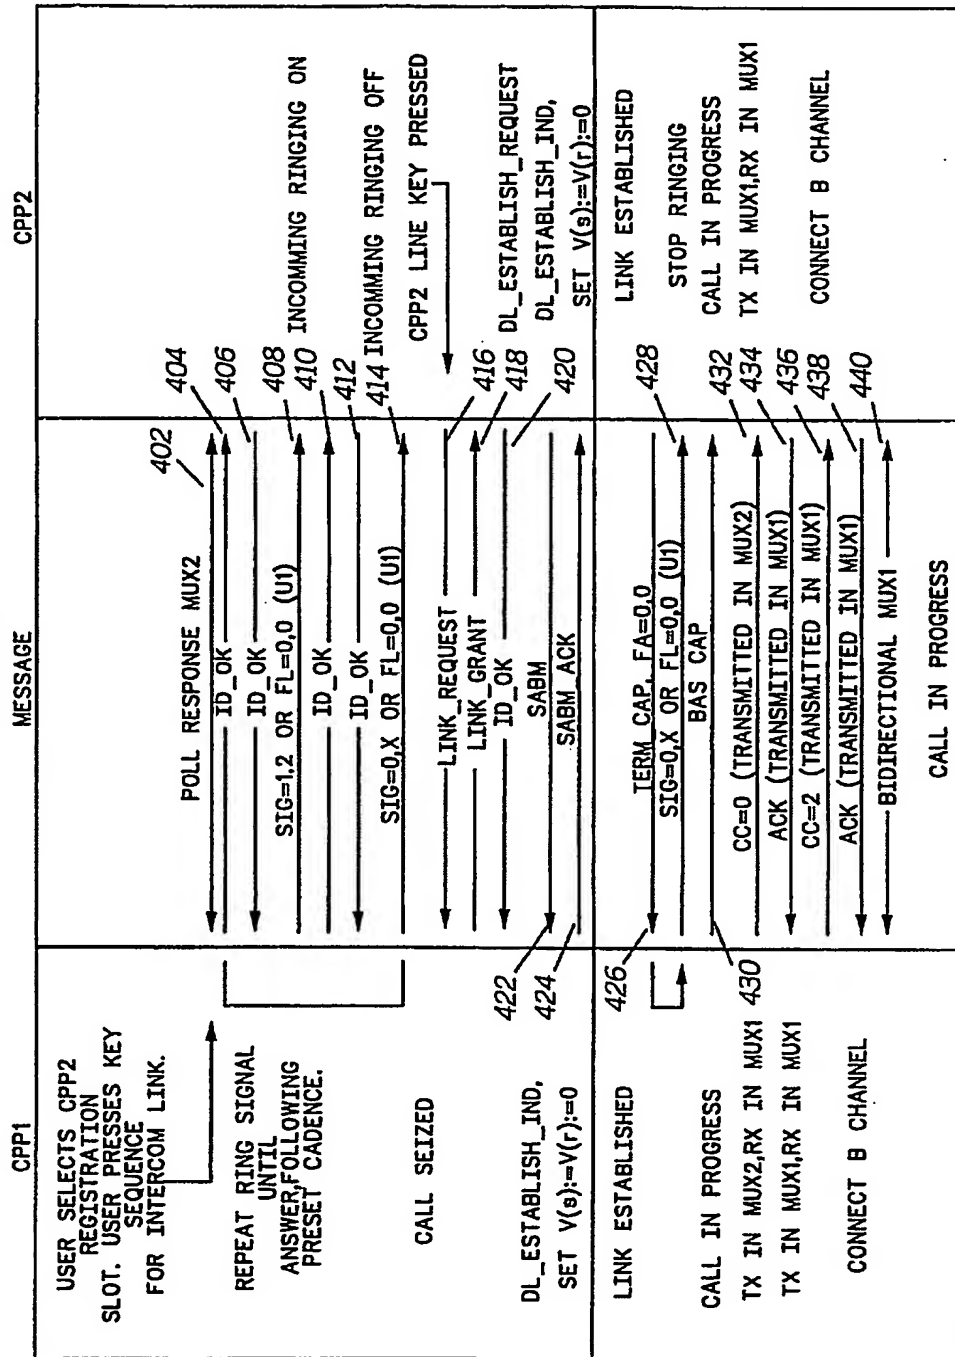 CPP1
MESSAGE
CPP2
USER SELECTS CPP2
REGISTRATION
SLOT. USER PRESSES KEY
SEQUENCE
FOR INTERCOM LINK.
REPEAT RING SIGNAL
UNTIL
ANSWER,FOLLOWING
PRESET CADENCE.
CALL SEIZED
DL_ESTABLISH_IND,
SET V(s):=V(r):=0
POLL RESPONSE MUX2
402
ID_OK
404
ID_OK
406
SIG=1,2 OR FL=0,0 (U1)
408
ID_OK
410
ID_OK
412
SIG=0,X OR FL=0,0 (U1)
414
LINK_REQUEST
416
LINK_GRANT
418
ID_OK
420
SABM
422
SABM_ACK
424
INCOMMING RINGING ON
INCOMMING RINGING OFF
CPP2 LINE KEY PRESSED
DL_ESTABLISH_REQUEST
DL_ESTABLISH_IND,
SET V(s):=V(r):=0
LINK ESTABLISHED
CALL IN PROGRESS
TX IN MUX2,RX IN MUX1
TX IN MUX1,RX IN MUX1
CONNECT B CHANNEL
426
TERM CAP, FA=0,0
SIG=0,X OR FL=0,0 (U1)
428
BAS CAP
430
CC=0 (TRANSMITTED IN MUX2)
432
ACK (TRANSMITTED IN MUX1)
434
CC=2 (TRANSMITTED IN MUX1)
436
ACK (TRANSMITTED IN MUX1)
438
BIDIRECTIONAL MUX1
440
CALL IN PROGRESS
LINK ESTABLISHED
STOP RINGING
CALL IN PROGRESS
TX IN MUX1,RX IN MUX1
CONNECT B CHANNEL